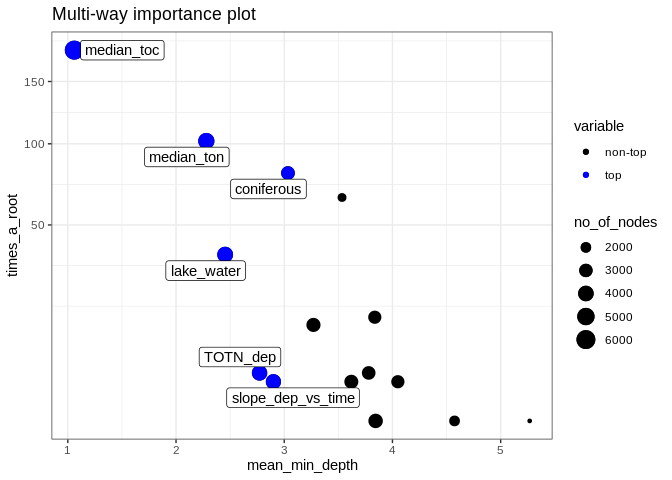 Multi-way importance plot
times_a_root
150
100
50
median_toc
median_ton
coniferous
lake_water
TOTN_dep
slope_dep_vs_time
1
2
3
4
5
mean_min_depth
variable
non-top
top
no_of_nodes
2000
3000
4000
5000
6000